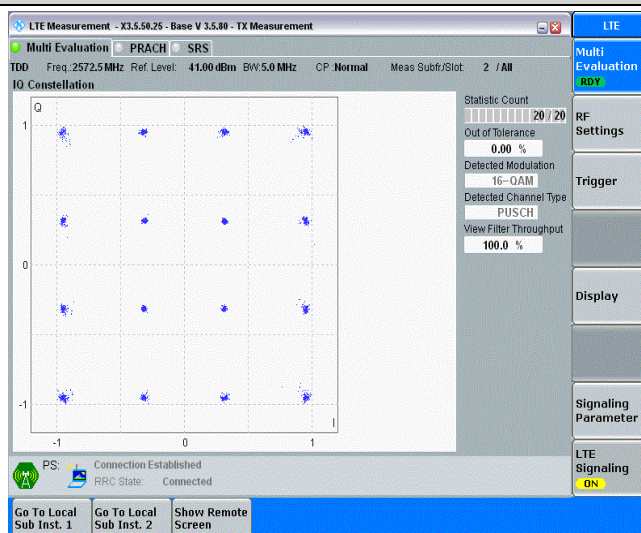 LTE Measurement - X3.5.50.25 - Base V 3.5.80 - TX Measurement
LTE
Multi Evaluation PRACH SRS
Multi
Evaluation
RDY
TDD Freq.:2572.5 MHz Ref. Level: 41.00 dBm BW:5.0 MHz CP :Normal Meas Subfr./Slot: 2 / All
IQ Constellation
Q
1
0
-1
-1 0 1
I
Statistic Count
20 / 20
Out of Tolerance
0.00 %
Detected Modulation
16-QAM
Detected Channel Type
PUSCH
View Filter Throughput
100.0 %
RF
Settings
Trigger
Display
Signaling
Parameter
LTE
Signaling
ON
PS: Connection Established
RRC State: Connected
Go To Local
Sub Inst. 1
Go To Local
Sub Inst. 2
Show Remote
Screen